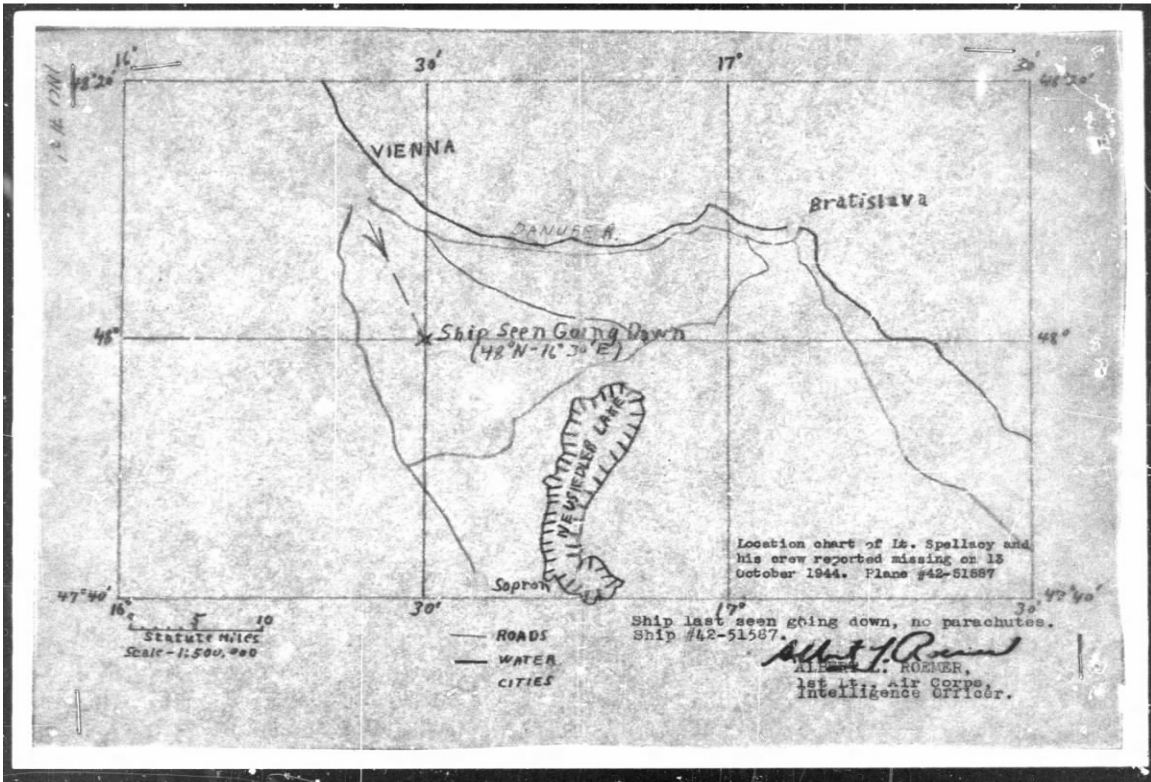 16°
30'
17°
30'
48°20'
48°20'
VIENNA
Bratislava
DANUBE R.
48°
Ship Seen Going Down
48°
(48°N-16°30'E)
NEUSIEDLER LAKE
Location chart of Lt. Spellacy and
his crew reported missing on 13
October 1944. Plane #42-51587
Sopron
47°40'
47°40'
16°
30'
17°
30'
5 10
Statute Miles
Scale-1:500,000
ROADS
WATER
CITIES
Ship last seen going down, no parachutes.
Ship #42-51587.
Albert L. Roemer
ALBERT L. ROEMER,
1st Lt., Air Corps,
Intelligence Officer.